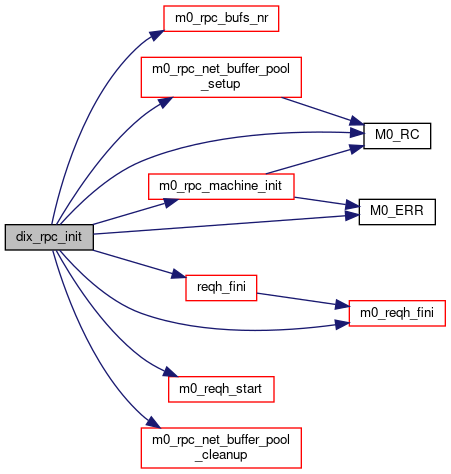 m0_rpc_bufs_nr
m0_rpc_net_buffer_pool
_setup
M0_RC
m0_rpc_machine_init
M0_ERR
dix_rpc_init
reqh_fini
m0_reqh_fini
m0_reqh_start
m0_rpc_net_buffer_pool
_cleanup